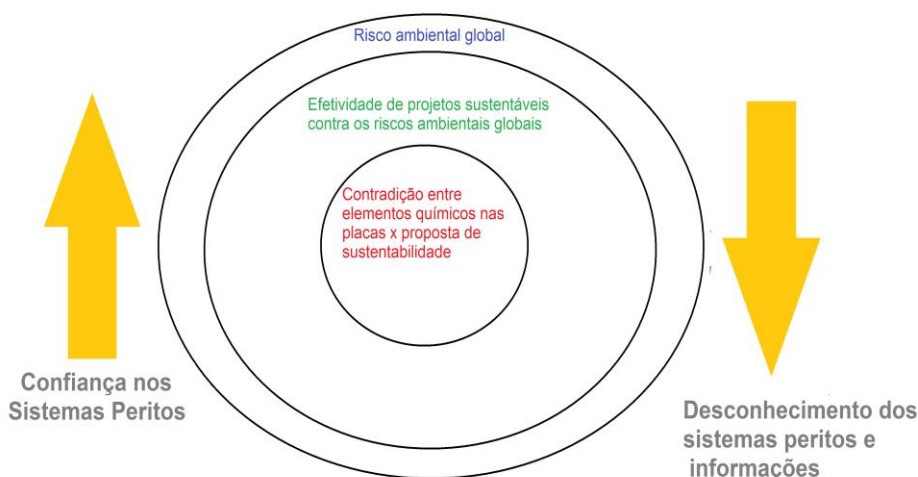 Risco ambiental global
Efetividade de projetos sustentáveis
contra os riscos ambientais globais
Contradição entre
elementos químicos nas
placas x proposta de
sustentabilidade
Confiança nos
Sistemas Peritos
Desconhecimento dos
sistemas peritos e
informações